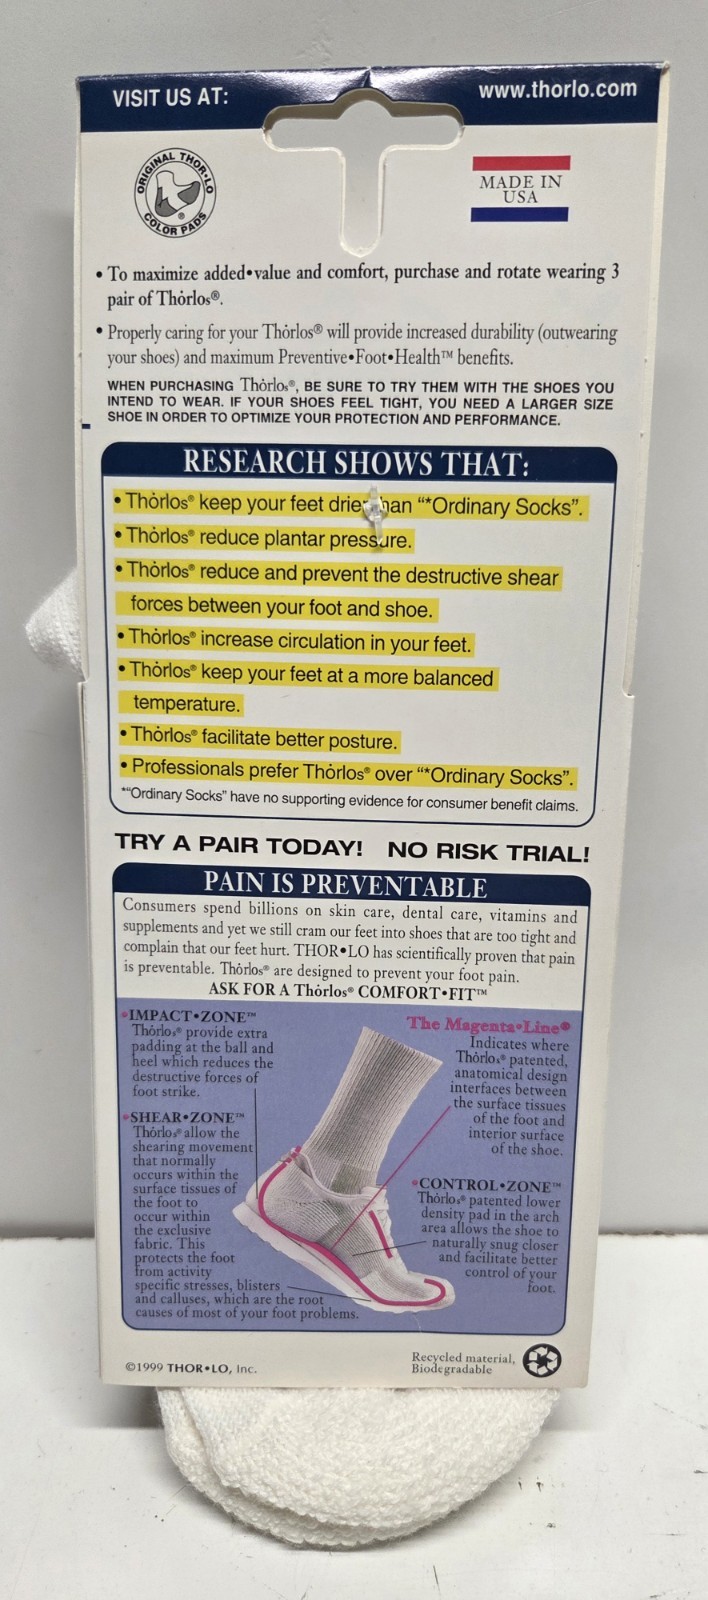 VISIT US AT:
www.thorlo.com
ORIGINAL THOR•LO
COLOR PADS
®
MADE IN
USA
• To maximize added•value and comfort, purchase and rotate wearing 3
pair of Thórlos®.
• Properly caring for your Thórlos® will provide increased durability (outwearing
your shoes) and maximum Preventive•Foot•Health™ benefits.
WHEN PURCHASING Thórlos®, BE SURE TO TRY THEM WITH THE SHOES YOU
INTEND TO WEAR. IF YOUR SHOES FEEL TIGHT, YOU NEED A LARGER SIZE
SHOE IN ORDER TO OPTIMIZE YOUR PROTECTION AND PERFORMANCE.
RESEARCH SHOWS THAT:
• Thórlos® keep your feet drier than “*Ordinary Socks”.
• Thórlos® reduce plantar pressure.
• Thórlos® reduce and prevent the destructive shear
forces between your foot and shoe.
• Thórlos® increase circulation in your feet.
• Thórlos® keep your feet at a more balanced
temperature.
• Thórlos® facilitate better posture.
• Professionals prefer Thórlos® over “*Ordinary Socks”.
*“Ordinary Socks” have no supporting evidence for consumer benefit claims.
TRY A PAIR TODAY! NO RISK TRIAL!
PAIN IS PREVENTABLE
Consumers spend billions on skin care, dental care, vitamins and
supplements and yet we still cram our feet into shoes that are too tight and
complain that our feet hurt. THOR•LO has scientifically proven that pain
is preventable. Thórlos® are designed to prevent your foot pain.
ASK FOR A Thórlos® COMFORT•FIT™
•IMPACT•ZONE™
Thórlos® provide extra
padding at the ball and
heel which reduces the
destructive forces of
foot strike.
•SHEAR•ZONE™
Thórlos® allow the
shearing movement
that normally
occurs within the
surface tissues of
the foot to
occur within
the exclusive
fabric. This
protects the foot
from activity
specific stresses, blisters
and calluses, which are the root
causes of most of your foot problems.
The Magenta•Line®
Indicates where
Thórlos® patented,
anatomical design
interfaces between
the surface tissues
of the foot and
interior surface
of the shoe.
•CONTROL•ZONE™
Thórlos® patented lower
density pad in the arch
area allows the shoe to
naturally snug closer
and facilitate better
control of your
foot.
©1999 THOR•LO, Inc.
Recycled material,
Biodegradable